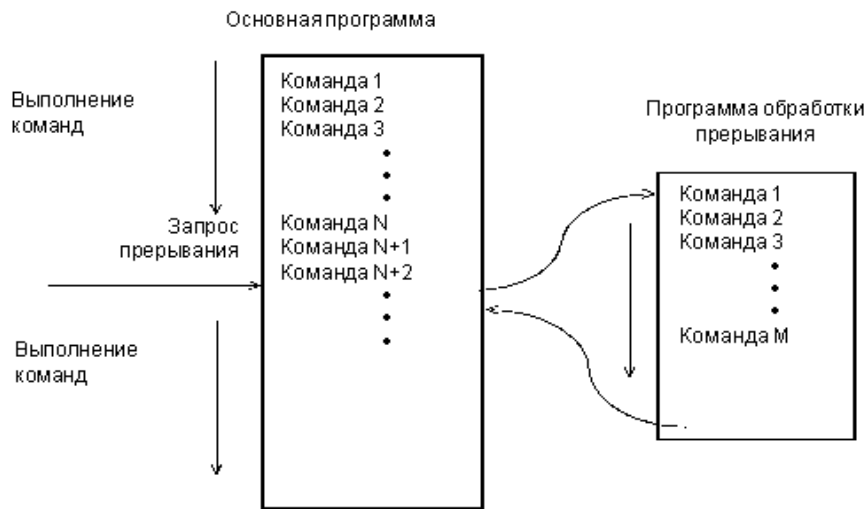 Основная программа
Выполнение
команд
Команда 1
Команда 2
Команда 3
Запрос
прерывания
Команда N
Команда N+1
Команда N+2
Выполнение
команд
Программа обработки
прерывания
Команда 1
Команда 2
Команда 3
Команда M